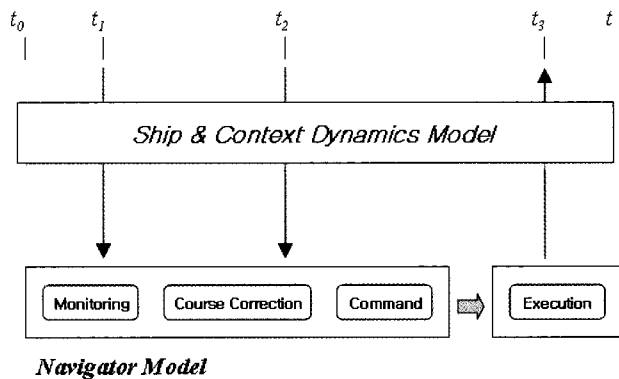 t0 t1 t2 t3 t
Ship & Context Dynamics Model
Monitoring Course Correction Command Execution
Navigator Model